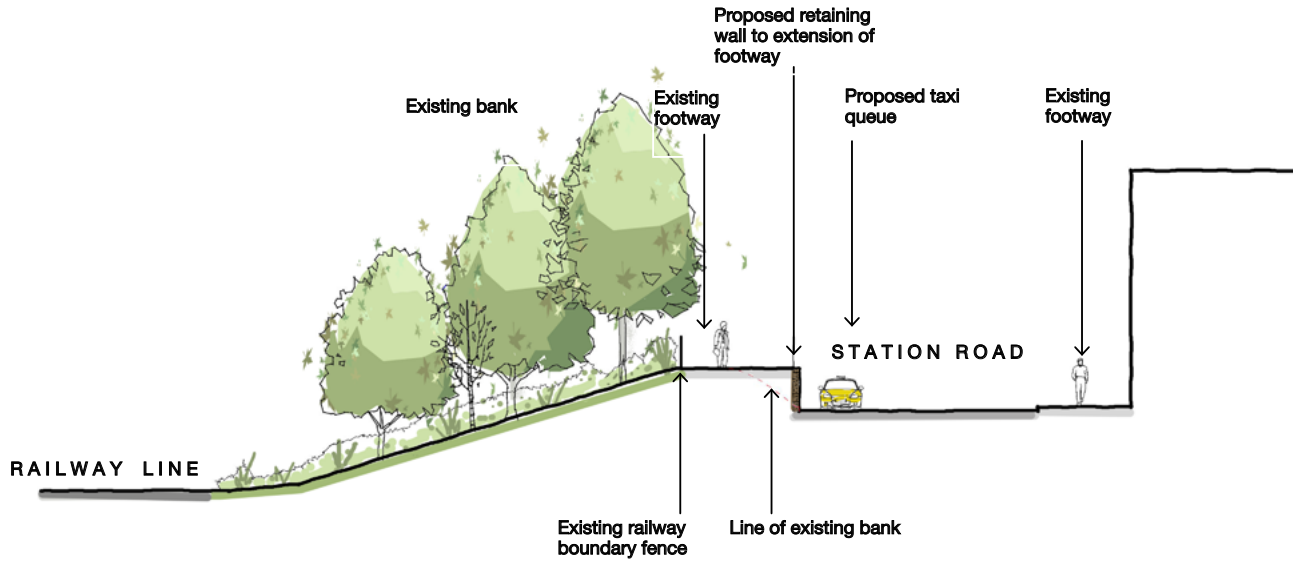 Proposed retaining
wall to extension of
footway
Existing bank
Existing
footway
Proposed taxi
queue
Existing
footway
STATION ROAD
RAILWAY LINE
Existing railway
boundary fence
Line of existing bank